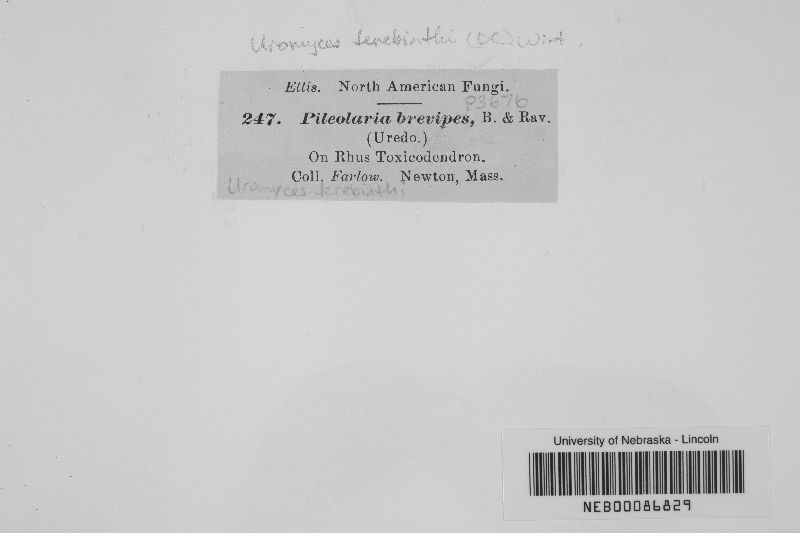 Uromyces terebinthi (DC) Wint.
Ellis. North American Fungi.
P3676
247. Pileolaria brevipes, B. & Rav.
(Uredo.)
On Rhus Toxicodendron.
Coll. Farlow. Newton, Mass.
Uromyces terebinthi
University of Nebraska - Lincoln
NEB00086829